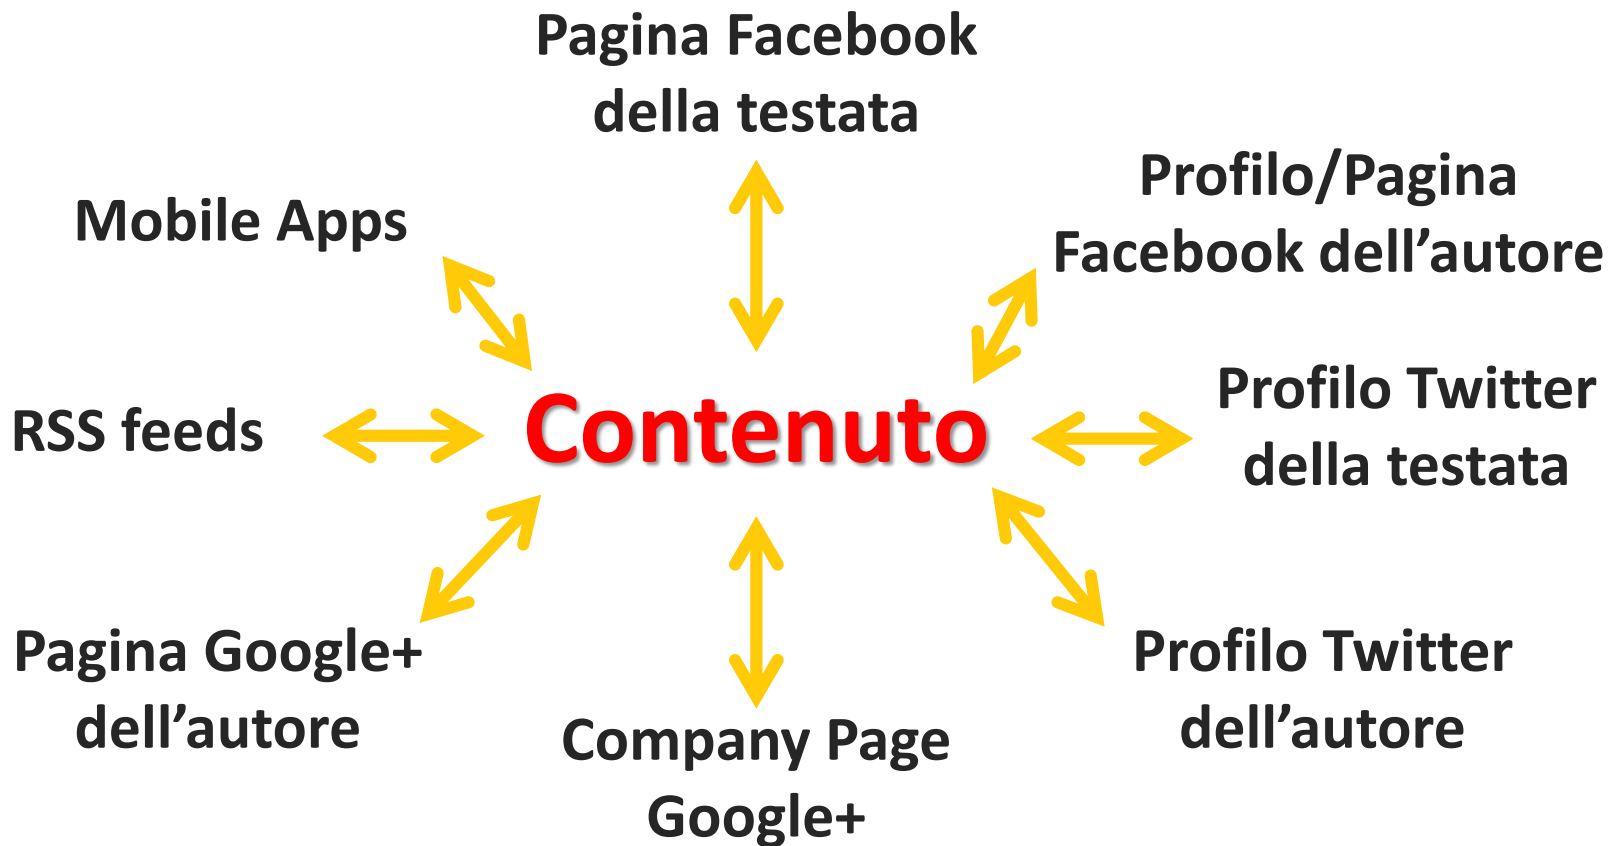 Pagina Facebook
della testata
Profilo/Pagina
Facebook dell’autore
Mobile Apps
Profilo Twitter
della testata
RSS feeds
Contenuto
Pagina Google+
dell’autore
Company Page
Google+
Profilo Twitter
dell’autore